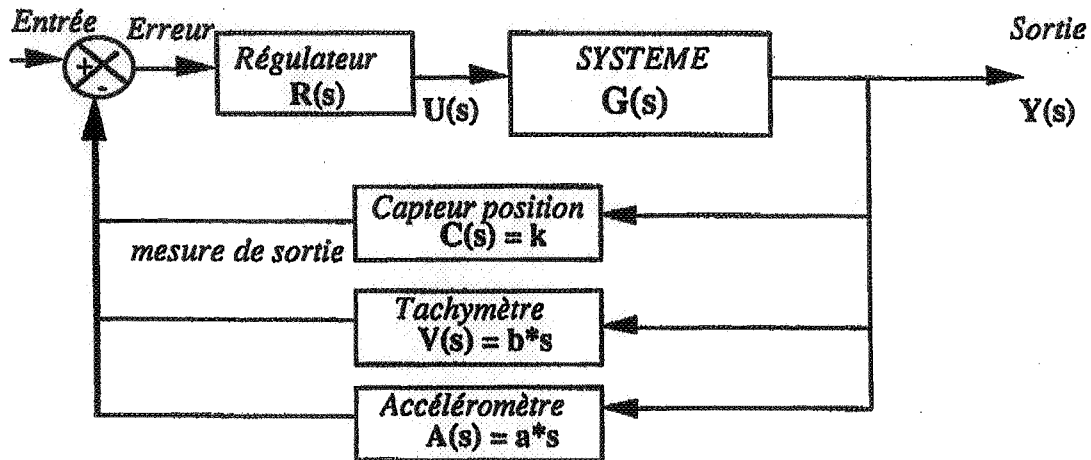 Entrée
Erreur
+
-
Régulateur
R(s)
U(s)
SYSTEME
G(s)
Sortie
Y(s)
Capteur position
C(s) = k
mesure de sortie
Tachymètre
V(s) = b*s
Accéléromètre
A(s) = a*s